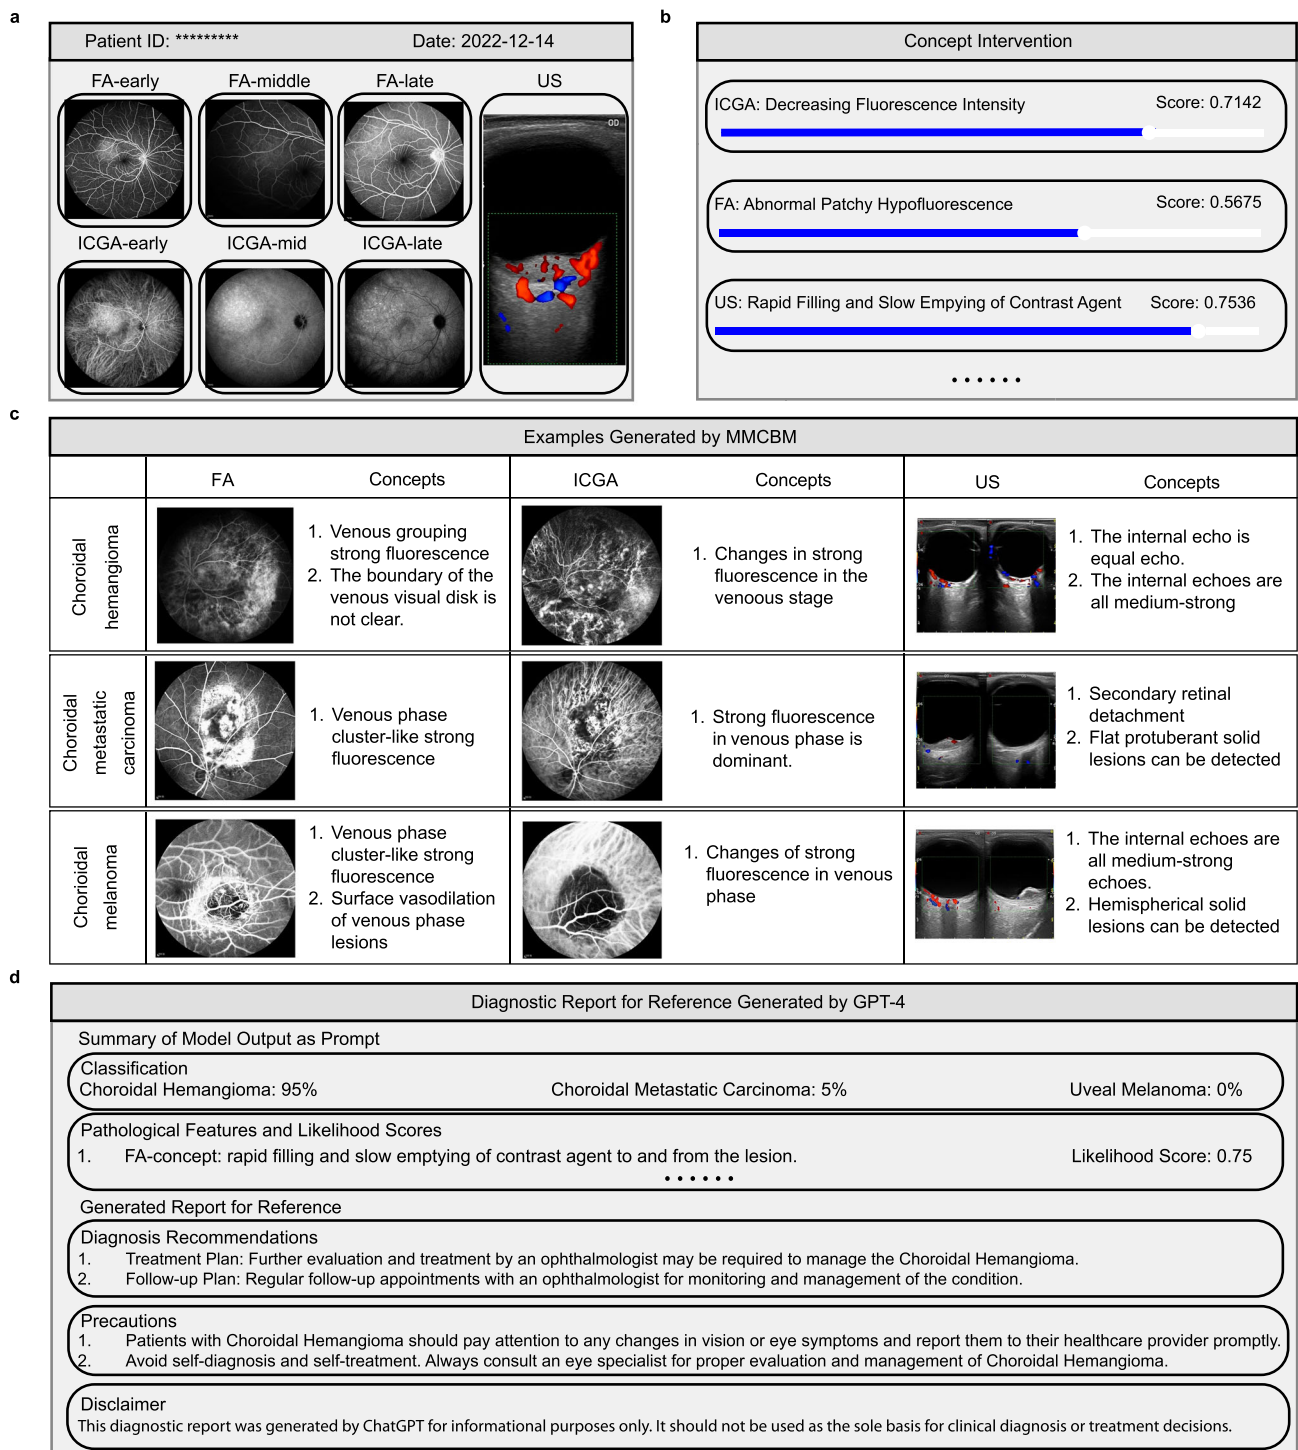 a
Patient ID: *********
Date: 2022-12-14
FA-early
FA-middle
FA-late
US
OD
ICGA-early
ICGA-mid
ICGA-late
b
Concept Intervention
ICGA: Decreasing Fluorescence Intensity
Score: 0.7142
FA: Abnormal Patchy Hypofluorescence
Score: 0.5675
US: Rapid Filling and Slow Empying of Contrast Agent
Score: 0.7536
......
c
Examples Generated by MMCBM
FA
Concepts
ICGA
Concepts
US
Concepts
Choroidal
hemangioma
1. Venous grouping
strong fluorescence
2. The boundary of the
venous visual disk is
not clear.
1. Changes in strong
fluorescence in the
venoous stage
1. The internal echo is
equal echo.
2. The internal echoes are
all medium-strong
Choroidal
metastatic
carcinoma
1. Venous phase
cluster-like strong
fluorescence
1. Strong fluorescence
in venous phase is
dominant.
1. Secondary retinal
detachment
2. Flat protuberant solid
lesions can be detected
Chorioidal
melanoma
1. Venous phase
cluster-like strong
fluorescence
2. Surface vasodilation
of venous phase
lesions
1. Changes of strong
fluorescence in venous
phase
1. The internal echoes are
all medium-strong
echoes.
2. Hemispherical solid
lesions can be detected
d
Diagnostic Report for Reference Generated by GPT-4
Summary of Model Output as Prompt
Classification
Choroidal Hemangioma: 95%
Choroidal Metastatic Carcinoma: 5%
Uveal Melanoma: 0%
Pathological Features and Likelihood Scores
1. FA-concept: rapid filling and slow emptying of contrast agent to and from the lesion.
Likelihood Score: 0.75
......
Generated Report for Reference
Diagnosis Recommendations
1. Treatment Plan: Further evaluation and treatment by an ophthalmologist may be required to manage the Choroidal Hemangioma.
2. Follow-up Plan: Regular follow-up appointments with an ophthalmologist for monitoring and management of the condition.
Precautions
1. Patients with Choroidal Hemangioma should pay attention to any changes in vision or eye symptoms and report them to their healthcare provider promptly.
2. Avoid self-diagnosis and self-treatment. Always consult an eye specialist for proper evaluation and management of Choroidal Hemangioma.
Disclaimer
This diagnostic report was generated by ChatGPT for informational purposes only. It should not be used as the sole basis for clinical diagnosis or treatment decisions.